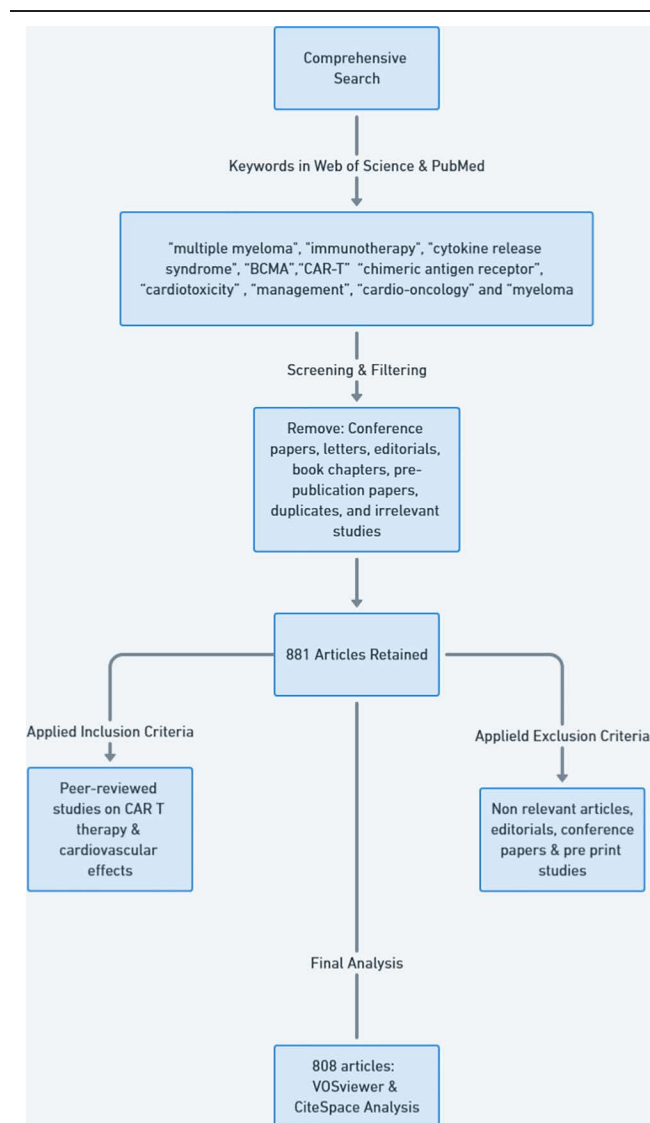 Comprehensive
Search
Keywords in Web of Science & PubMed
"multiple myeloma", "immunotherapy", "cytokine release
syndrome", "BCMA","CAR-T" "chimeric antigen receptor",
"cardiotoxicity" , "management", "cardio-oncology" and "myeloma
Screening & Filtering
Remove: Conference
papers, letters, editorials,
book chapters, pre-
publication papers,
duplicates, and irrelevant
studies
881 Articles Retained
Applied Inclusion Criteria
Peer-reviewed
studies on CAR T
therapy &
cardiovascular
effects
Applield Exclusion Criteria
Non relevant articles,
editorials, conference
papers & pre print
studies
Final Analysis
808 articles:
VOSviewer &
CiteSpace Analysis